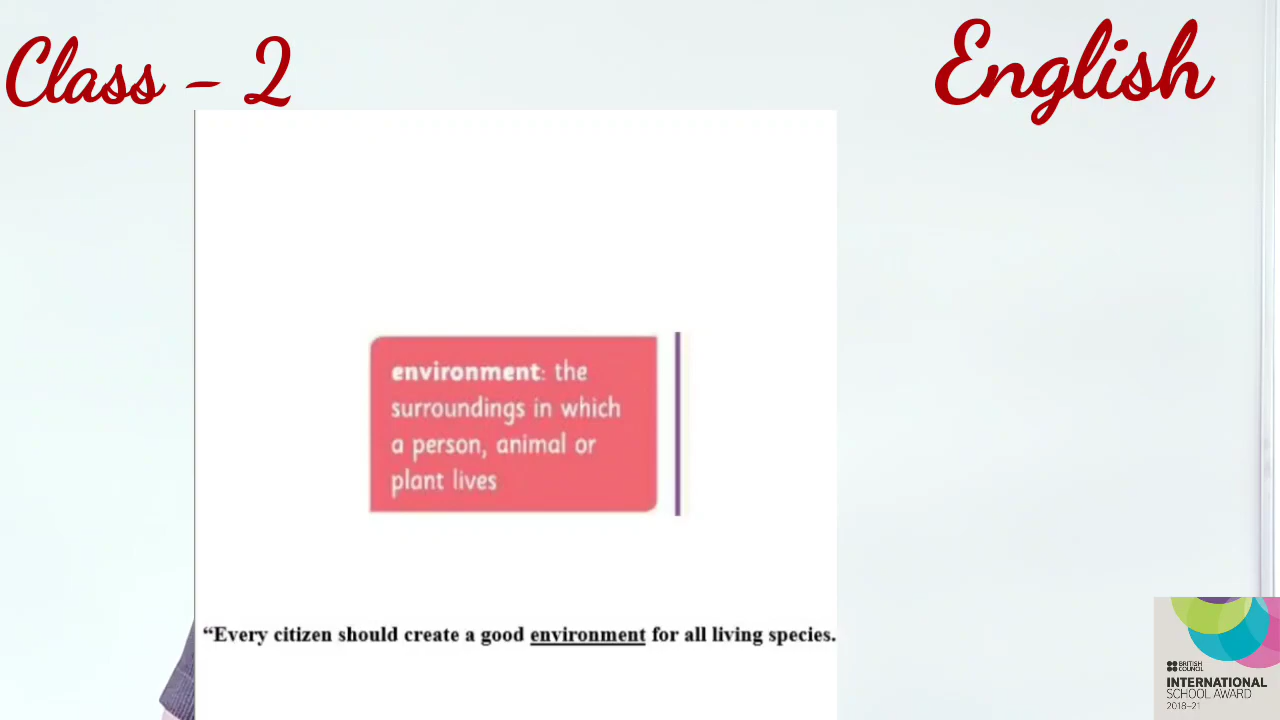 Class - 2
English
environment: the
surroundings in which
a person, animal or
plant lives
“Every citizen should create a good environment for all living species.
BRITISH
COUNCIL
INTERNATIONAL
SCHOOL AWARD
2018–21